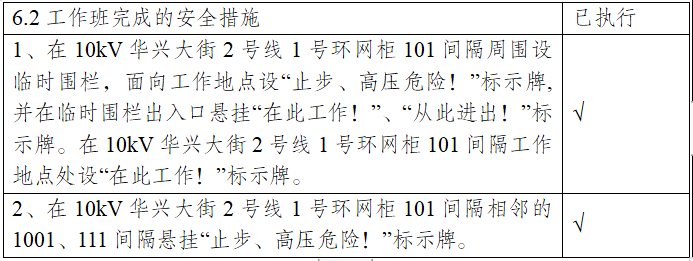 6.2 工作班完成的安全措施 已执行
1、在 10kV 华兴大街 2 号线 1 号环网柜 101 间隔周围设
临时围栏，面向工作地点设“止步、高压危险！”标示牌,
并在临时围栏出入口悬挂“在此工作！”、“从此进出！”标
示牌。在 10kV 华兴大街 2 号线 1 号环网柜 101 间隔工作
地点处设“在此工作！”标示牌。
√
2、在 10kV 华兴大街 2 号线 1 号环网柜 101 间隔相邻的
1001、111 间隔悬挂“止步、高压危险！”标示牌。
√